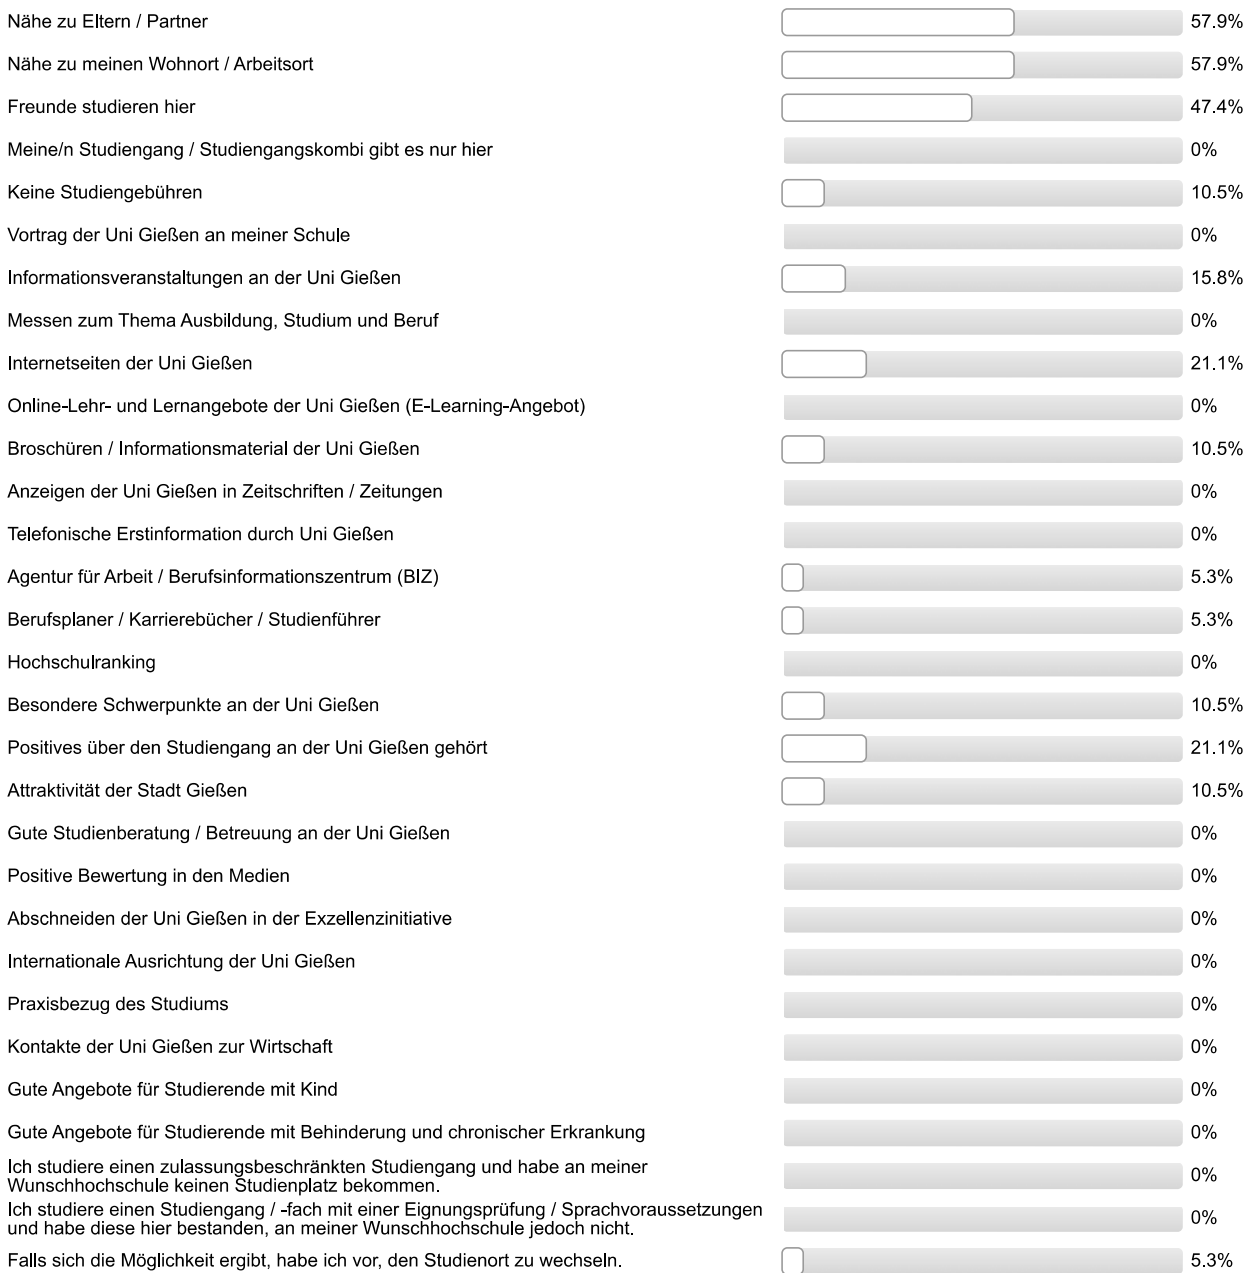 Nähe zu Eltern / Partner 57.9%
Nähe zu meinen Wohnort / Arbeitsort 57.9%
Freunde studieren hier 47.4%
Meine/n Studiengang / Studiengangskombi gibt es nur hier 0%
Keine Studiengebühren 10.5%
Vortrag der Uni Gießen an meiner Schule 0%
Informationsveranstaltungen an der Uni Gießen 15.8%
Messen zum Thema Ausbildung, Studium und Beruf 0%
Internetseiten der Uni Gießen 21.1%
Online-Lehr- und Lernangebote der Uni Gießen (E-Learning-Angebot) 0%
Broschüren / Informationsmaterial der Uni Gießen 10.5%
Anzeigen der Uni Gießen in Zeitschriften / Zeitungen 0%
Telefonische Erstinformation durch Uni Gießen 0%
Agentur für Arbeit / Berufsinformationszentrum (BIZ) 5.3%
Berufsplaner / Karrierebücher / Studienführer 5.3%
Hochschulranking 0%
Besondere Schwerpunkte an der Uni Gießen 10.5%
Positives über den Studiengang an der Uni Gießen gehört 21.1%
Attraktivität der Stadt Gießen 10.5%
Gute Studienberatung / Betreuung an der Uni Gießen 0%
Positive Bewertung in den Medien 0%
Abschneiden der Uni Gießen in der Exzellenzinitiative 0%
Internationale Ausrichtung der Uni Gießen 0%
Praxisbezug des Studiums 0%
Kontakte der Uni Gießen zur Wirtschaft 0%
Gute Angebote für Studierende mit Kind 0%
Gute Angebote für Studierende mit Behinderung und chronischer Erkrankung 0%
Ich studiere einen zulassungsbeschränkten Studiengang und habe an meiner
Wunschhochschule keinen Studienplatz bekommen. 0%
Ich studiere einen Studiengang / -fach mit einer Eignungsprüfung / Sprachvoraussetzungen
und habe diese hier bestanden, an meiner Wunschhochschule jedoch nicht. 0%
Falls sich die Möglichkeit ergibt, habe ich vor, den Studienort zu wechseln. 5.3%